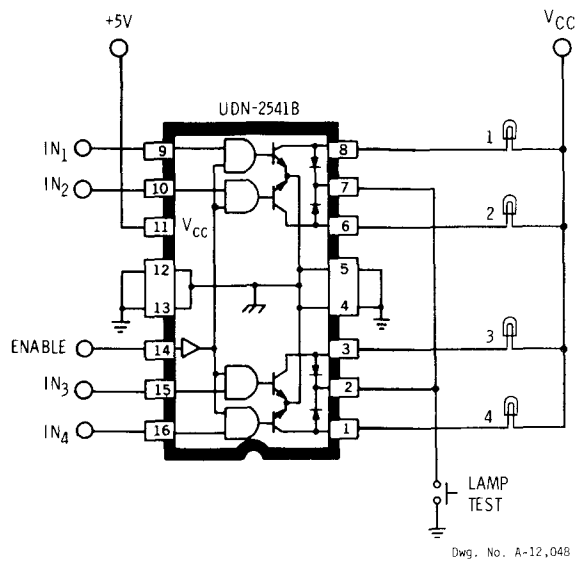 +5V
VCC
UDN-2541B
IN1
IN2
9
10
11
VCC
12
13
ENABLE
14
IN3
15
IN4
16
8
7
6
5
4
3
2
1
1
2
3
4
LAMP
TEST
Dwg. No. A-12,048